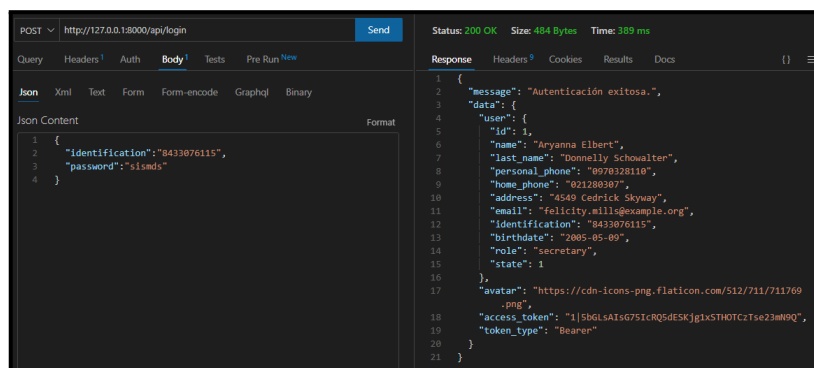 POST http://127.0.0.1:8000/api/login Send
Query Headers 1 Auth Body 1 Tests Pre Run New
Json Xml Text Form Form-encode Graphql Binary
Json Content Format
1 {
2 "identification":"8433076115",
3 "password":"sismds"
4 }
Status: 200 OK Size: 484 Bytes Time: 389 ms
Response Headers 9 Cookies Results Docs {}
1 {
2 "message": "Autenticación exitosa.",
3 "data": {
4 "user": {
5 "id": 1,
6 "name": "Aryanna Elbert",
7 "last_name": "Donnelly Schowalter",
8 "personal_phone": "0970328110",
9 "home_phone": "021280307",
10 "address": "4549 Cedrick Skyway",
11 "email": "felicity.mills@example.org",
12 "identification": "8433076115",
13 "birthdate": "2005-05-09",
14 "role": "secretary",
15 "state": 1
16 },
17 "avatar": "https://cdn-icons-png.flaticon.com/512/711/711769
.png",
18 "access_token": "1|5bGLsAIsG75IcRQ5dESKjg1xSTHOTCzTse23mN9Q",
19 "token_type": "Bearer"
20 }
21 }